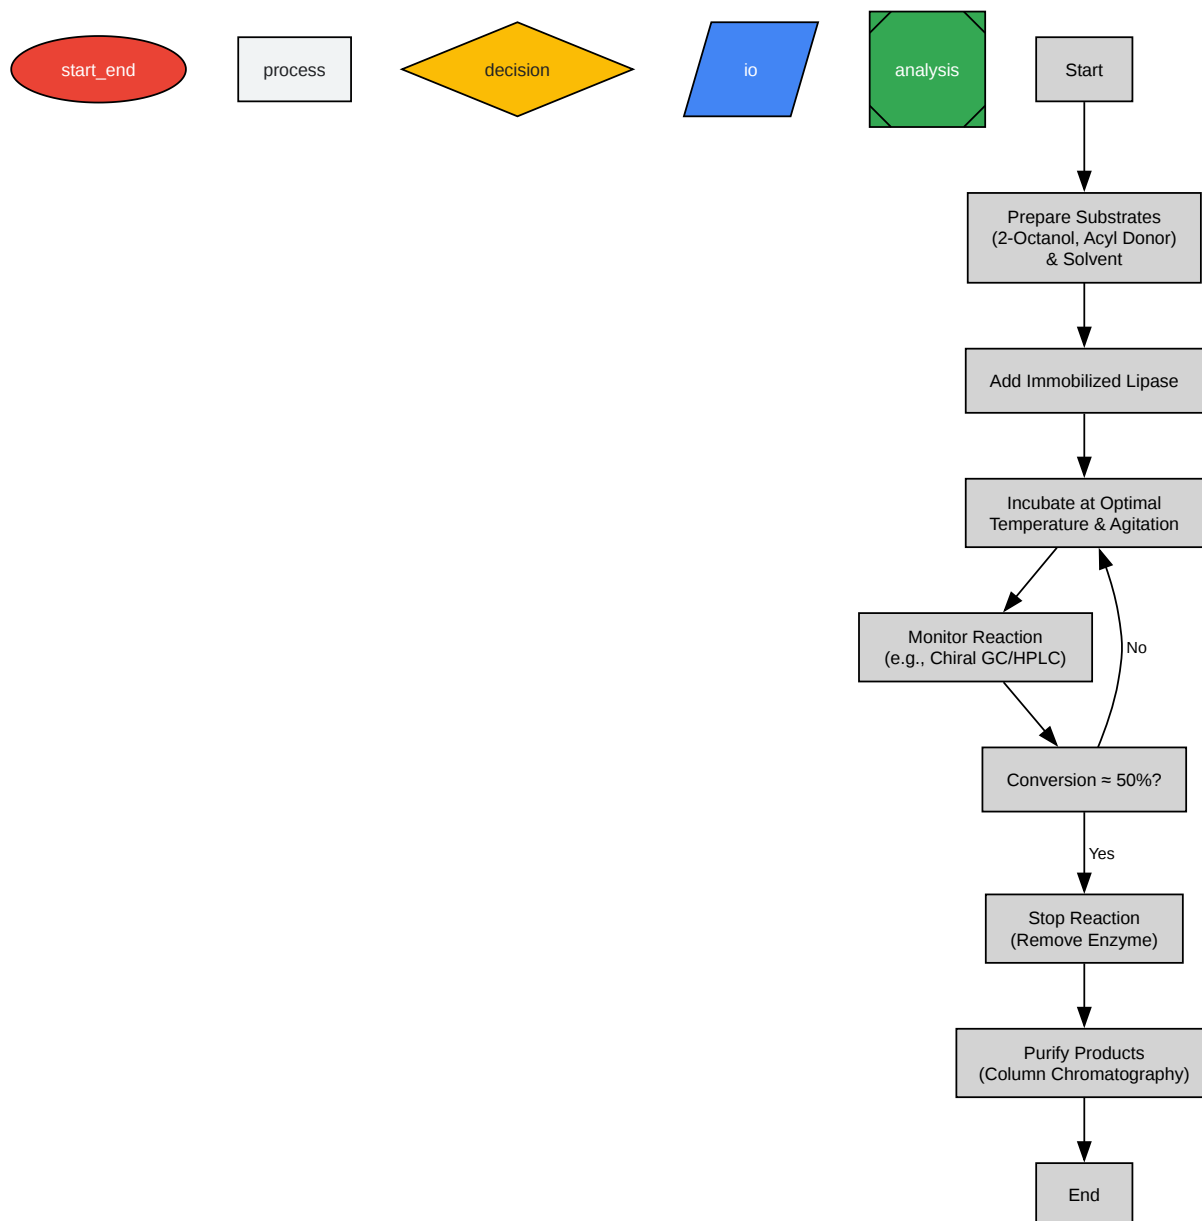 start_end
process
decision
io
analysis
Start
Prepare Substrates
(2-Octanol, Acyl Donor)
& Solvent
Add Immobilized Lipase
Incubate at Optimal
Temperature & Agitation
Monitor Reaction
(e.g., Chiral GC/HPLC)
No
Conversion ≈ 50%?
Yes
Stop Reaction
(Remove Enzyme)
Purify Products
(Column Chromatography)
End